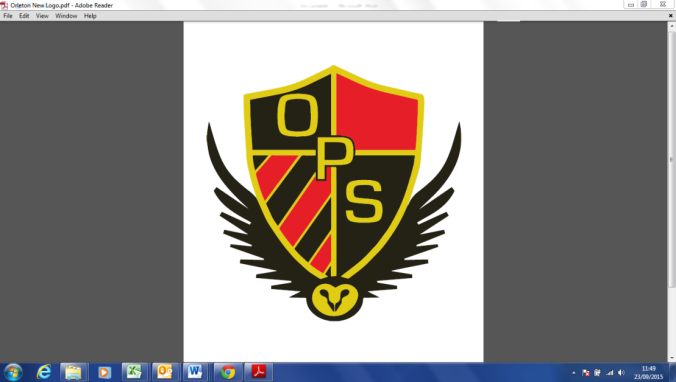 Orleton New Logo.pdf - Adobe Reader
File Edit View Window Help
O
P
S
11:49
23/09/2015